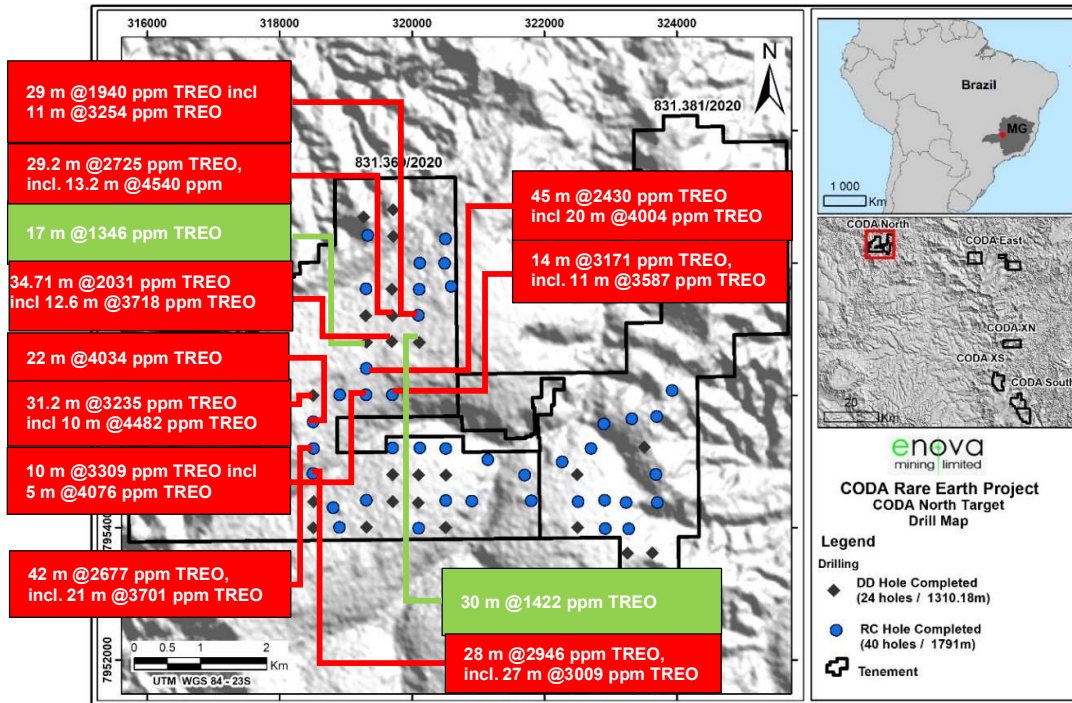 316000
318000
320000
322000
324000
29 m @1940 ppm TREO incl
11 m @3254 ppm TREO
29.2 m @2725 ppm TREO,
incl. 13.2 m @4540 ppm
17 m @1346 ppm TREO
34.71 m @2031 ppm TREO
incl 12.6 m @3718 ppm TREO
22 m @4034 ppm TREO
31.2 m @3235 ppm TREO
incl 10 m @4482 ppm TREO
10 m @3309 ppm TREO incl
5 m @4076 ppm TREO
42 m @2677 ppm TREO,
incl. 21 m @3701 ppm TREO
831.369/2020
831.381/2020
N
45 m @2430 ppm TREO
incl 20 m @4004 ppm TREO
14 m @3171 ppm TREO,
incl. 11 m @3587 ppm TREO
30 m @1422 ppm TREO
28 m @2946 ppm TREO,
incl. 27 m @3009 ppm TREO
7954000
7952000
0 0.5 1 2
Km
UTM WGS 84 - 23S
Brazil
MG
1 000
Km
CODA North
CODA East
CODA XN
CODA XS
CODA South
20
Km
enova
mining limited
CODA Rare Earth Project
CODA North Target
Drill Map
Legend
Drilling
DD Hole Completed
(24 holes / 1310.18m)
RC Hole Completed
(40 holes / 1791m)
Tenement